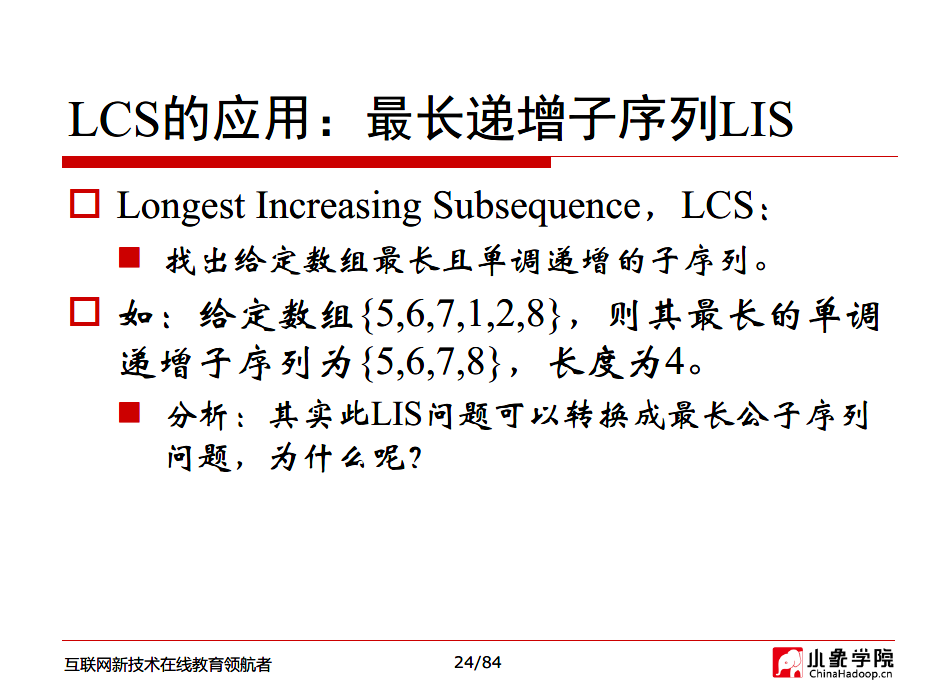 LCS的应用：最长递增子序列LIS
Longest Increasing Subsequence，LCS：
找出给定数组最长且单调递增的子序列。
如：给定数组{5,6,7,1,2,8}，则其最长的单调
递增子序列为{5,6,7,8}，长度为4。
分析：其实此LIS问题可以转换成最长公子序列
问题，为什么呢？
互联网新技术在线教育领航者
24/84
小象学院
ChinaHadoop.cn